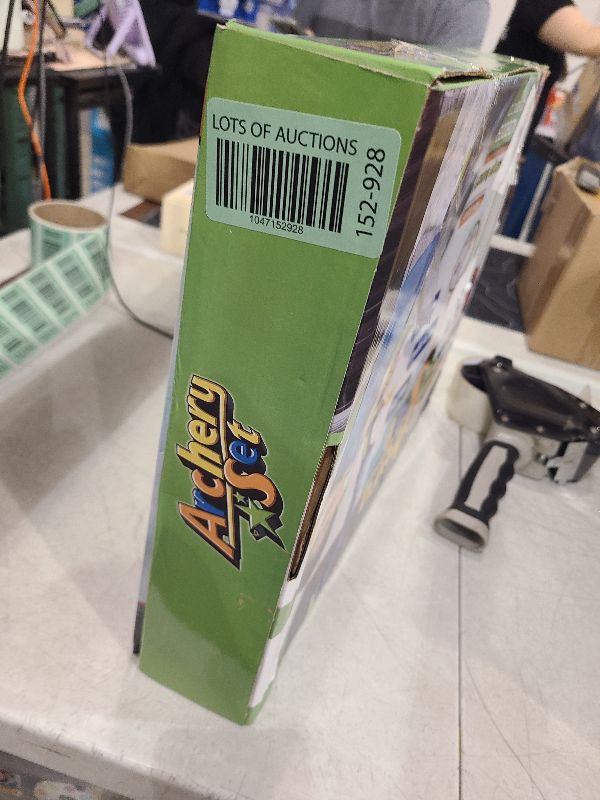 LOTS OF AUCTIONS
1047152928
152-928
Archery
Set